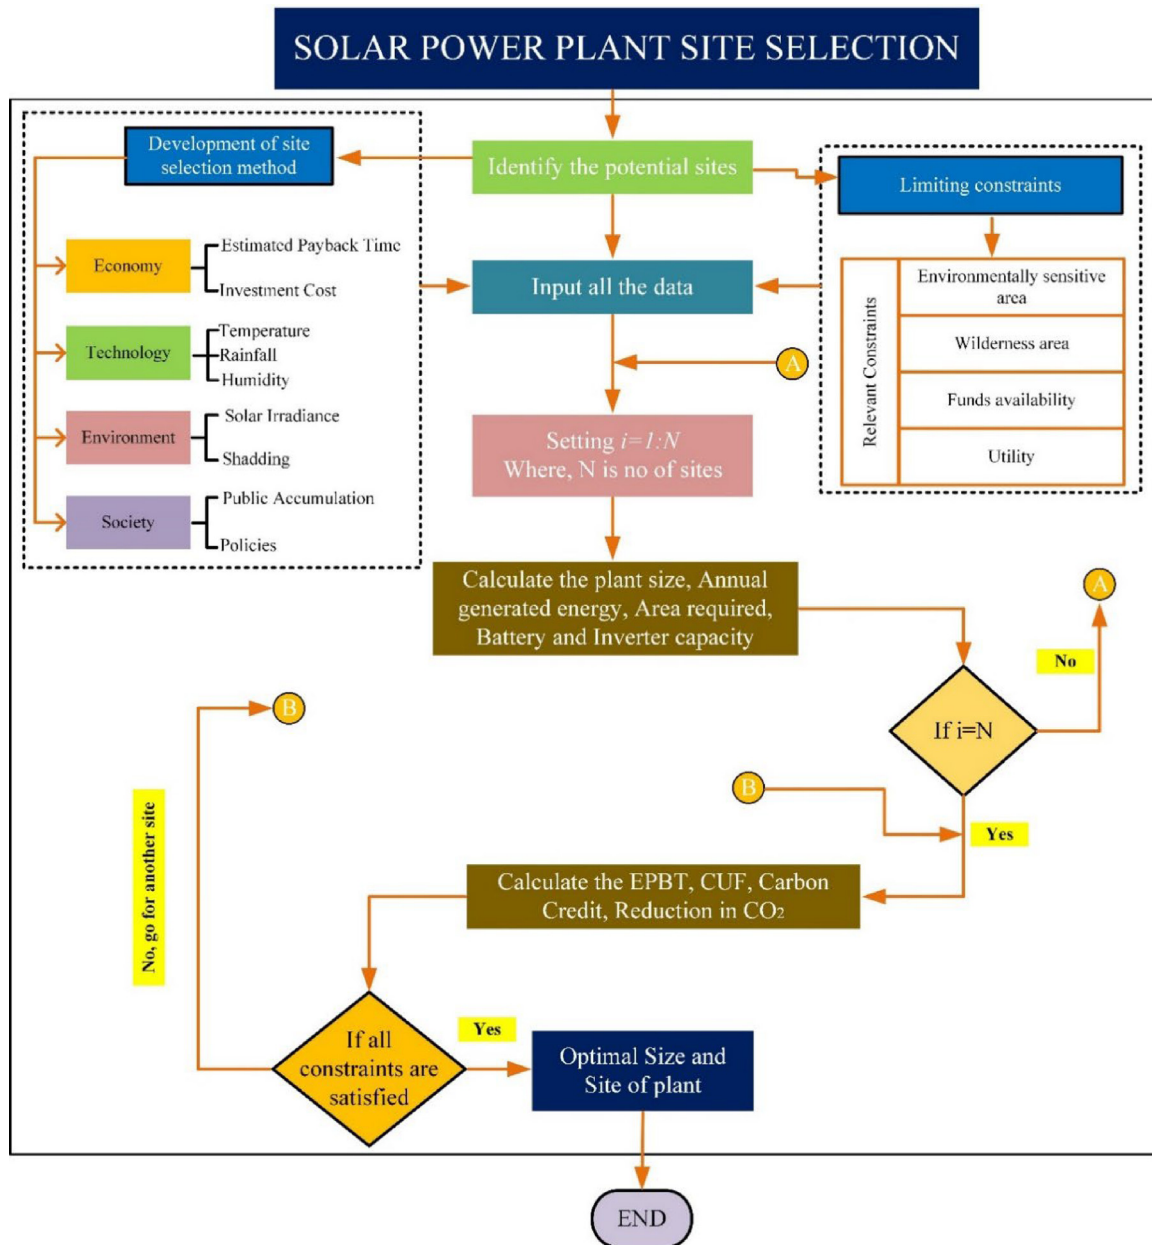 SOLAR POWER PLANT SITE SELECTION
Development of site
selection method
Identify the potential sites
Limiting constraints
Economy
Estimated Payback Time
Investment Cost
Technology
Temperature
Rainfall
Humidity
Environment
Solar Irradiance
Shadding
Society
Public Accumulation
Policies
Input all the data
Relevant Constraints
Environmentally sensitive
area
Wilderness area
Funds availability
Utility
A
Setting i=1:N
Where, N is no of sites
Calculate the plant size, Annual
generated energy, Area required,
Battery and Inverter capacity
A
No
If i=N
B
B
Yes
Calculate the EPBT, CUF, Carbon
Credit, Reduction in CO2
No, go for another site
If all
constraints are
satisfied
Yes
Optimal Size and
Site of plant
END